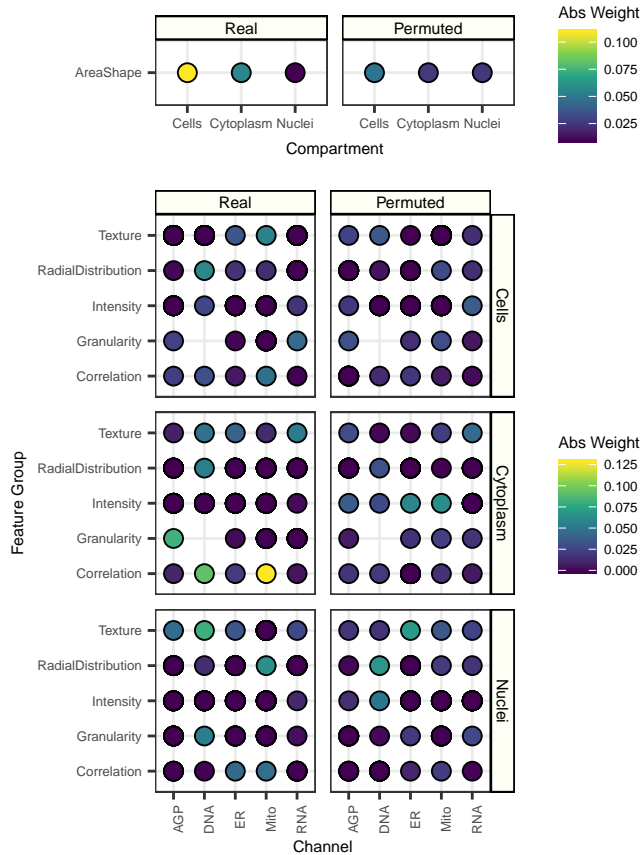 Real Permuted
AreaShape
Cells Cytoplasm Nuclei Cells Cytoplasm Nuclei
Compartment
Abs Weight
0.100
0.075
0.050
0.025
Real Permuted
Texture
RadialDistribution
Intensity
Granularity
Correlation
Cells
Texture
RadialDistribution
Intensity
Granularity
Correlation
Cytoplasm
Texture
RadialDistribution
Intensity
Granularity
Correlation
Nuclei
Feature Group
AGP DNA ER Mito RNA AGP DNA ER Mito RNA
Channel
Abs Weight
0.125
0.100
0.075
0.050
0.025
0.000